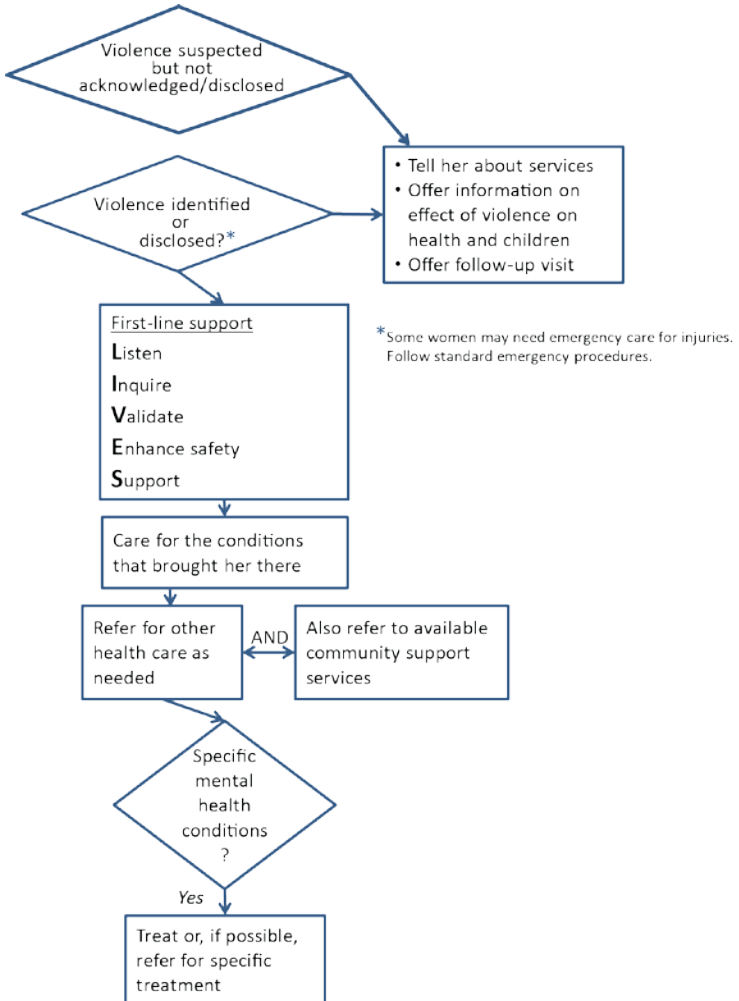 Violence suspected
but not
acknowledged/disclosed
• Tell her about services
• Offer information on
effect of violence on
health and children
• Offer follow-up visit
Violence identified
or
disclosed?*
*Some women may need emergency care for injuries.
Follow standard emergency procedures.
First-line support
Listen
Inquire
Validate
Enhance safety
Support
Care for the conditions
that brought her there
Refer for other
health care as
needed
AND
Also refer to available
community support
services
Specific
mental
health
conditions
?
Yes
Treat or, if possible,
refer for specific
treatment